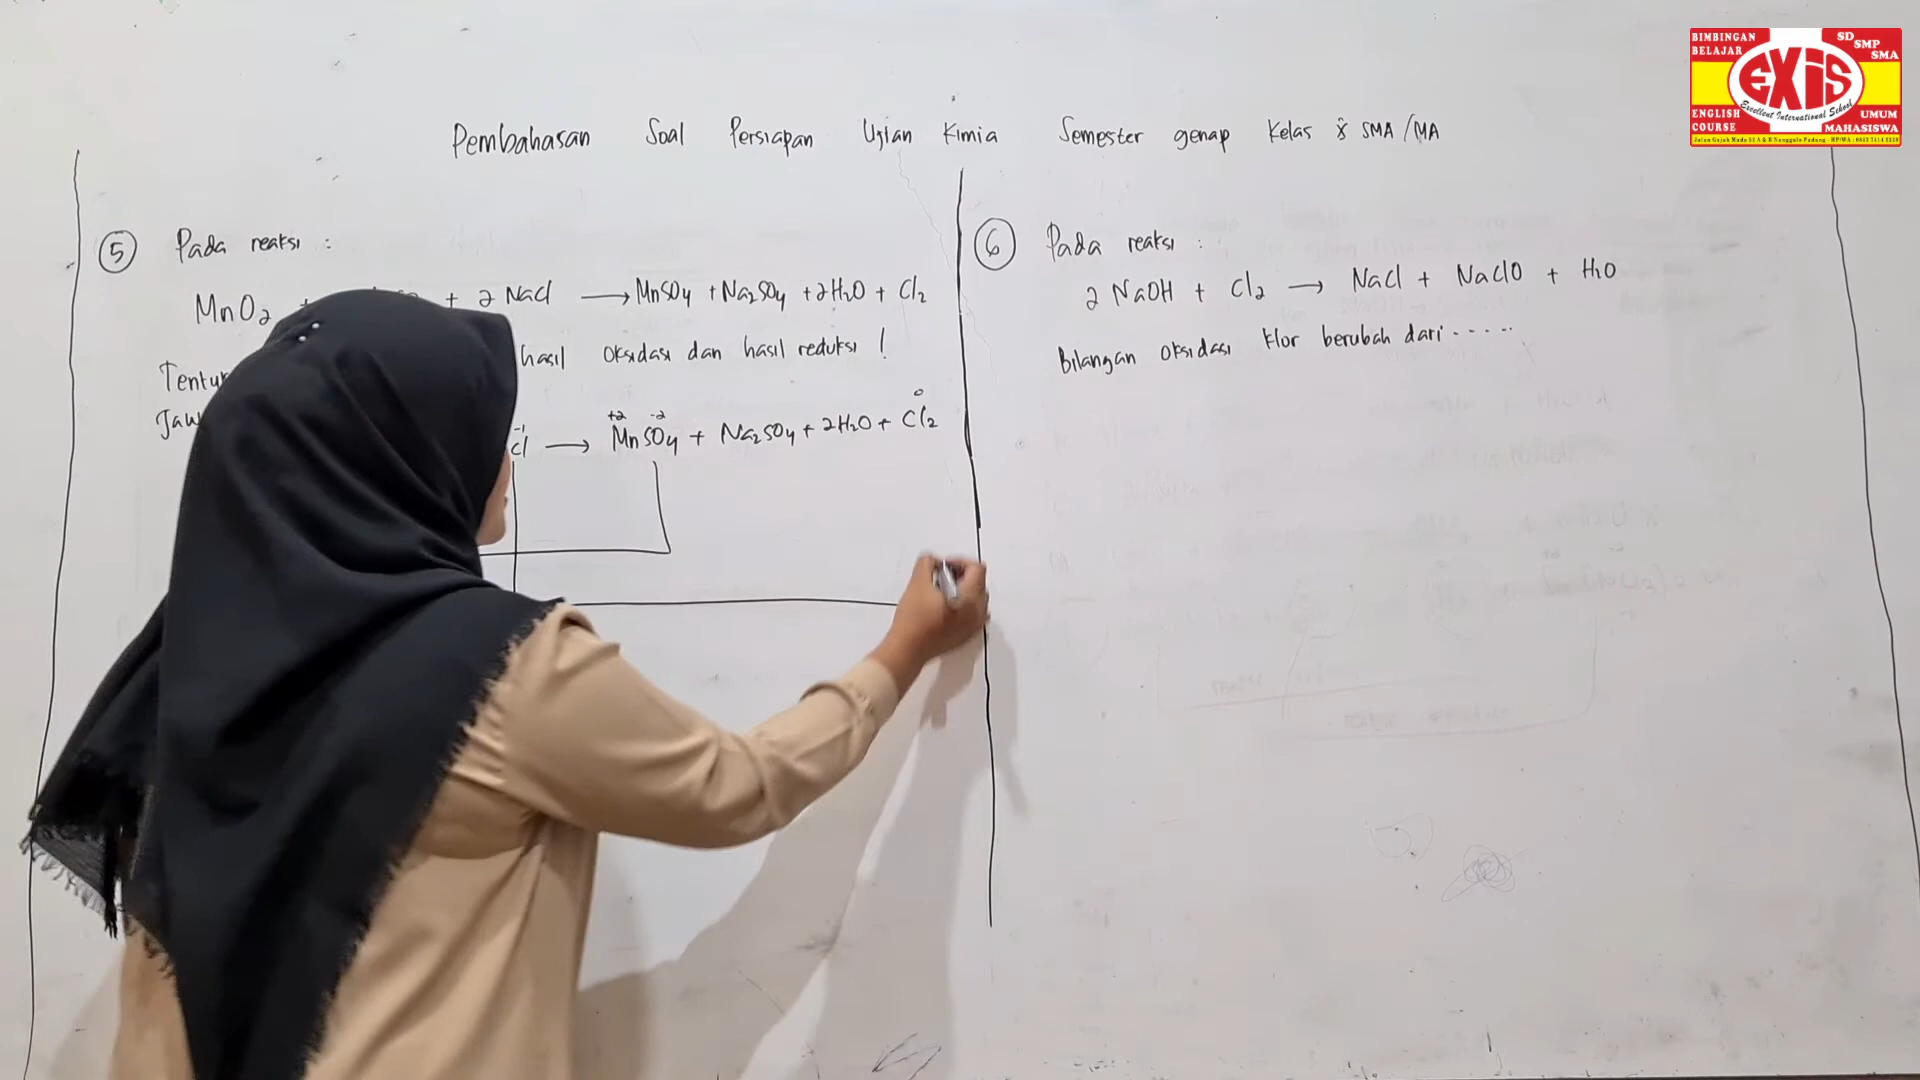 Pembahasan Soal Persiapan Ujian Kimia Semester genap Kelas X SMA/MA
5 Pada reaksi :
MnO2 + + 2 NaCl → MnSO4 + Na2SO4 + 2H2O + Cl2
hasil oksidasi dan hasil reduksi !
-1 +2 -2 0
Cl → MnSO4 + Na2SO4 + 2H2O + Cl2
6 Pada reaksi :
2 NaOH + Cl2 → NaCl + NaClO + H2O
Bilangan oksidasi klor berubah dari .....
BIMBINGAN BELAJAR
SD SMP SMA
EXIS
Excellent International School
ENGLISH COURSE
UMUM MAHASISWA